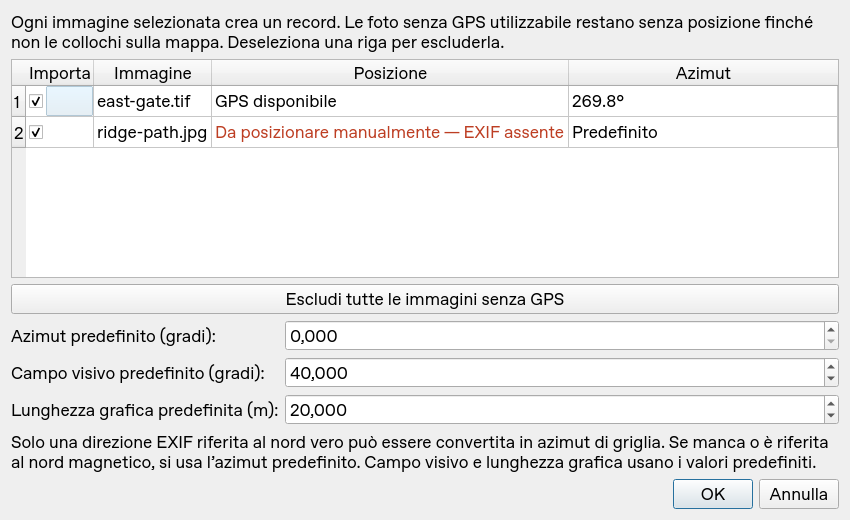 Ogni immagine selezionata crea un record. Le foto senza GPS utilizzabile restano senza posizione finché
non le collochi sulla mappa. Deseleziona una riga per escluderla.
Importa Immagine Posizione Azimut
1 east-gate.tif GPS disponibile 269.8°
2 ridge-path.jpg Da posizionare manualmente — EXIF assente Predefinito
Escludi tutte le immagini senza GPS
Azimut predefinito (gradi): 0,000
Campo visivo predefinito (gradi): 40,000
Lunghezza grafica predefinita (m): 20,000
Solo una direzione EXIF riferita al nord vero può essere convertita in azimut di griglia. Se manca o è riferita
al nord magnetico, si usa l’azimut predefinito. Campo visivo e lunghezza grafica usano i valori predefiniti.
OK Annulla